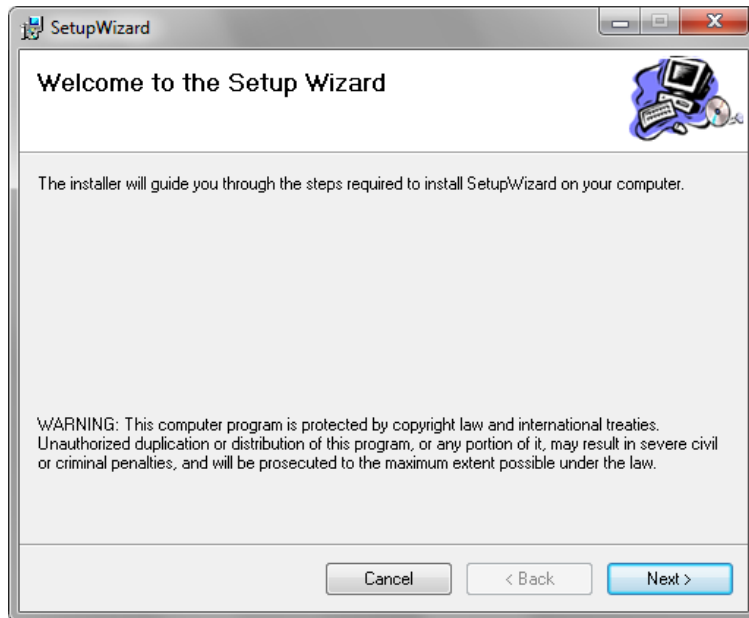 SetupWizard
Welcome to the Setup Wizard
The installer will guide you through the steps required to install SetupWizard on your computer.
WARNING: This computer program is protected by copyright law and international treaties.
Unauthorized duplication or distribution of this program, or any portion of it, may result in severe civil
or criminal penalties, and will be prosecuted to the maximum extent possible under the law.
Cancel < Back Next >